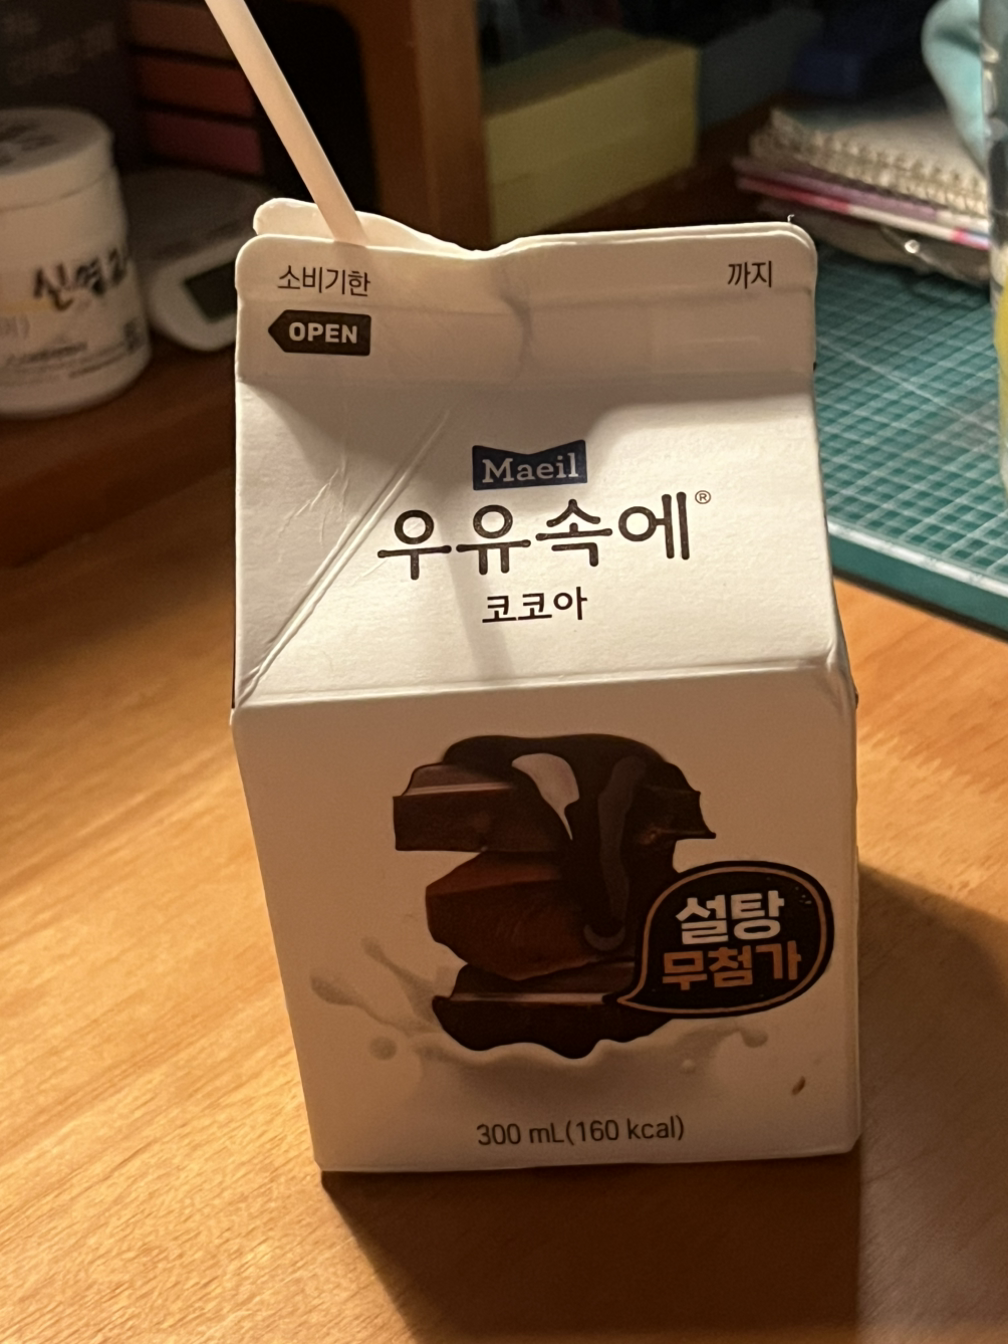 소비기한
까지
OPEN
Maeil
우유속에®
코코아
설탕
무첨가
300 mL(160 kcal)